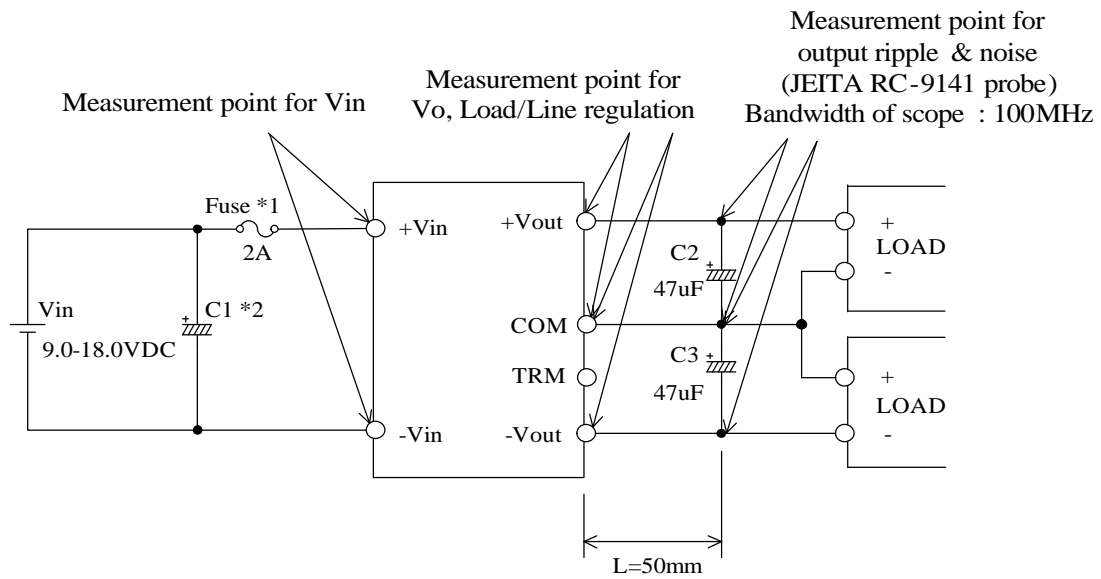 Measurement point for
output ripple & noise
(JEITA RC-9141 probe)
Bandwidth of scope : 100MHz
Measurement point for
Vo, Load/Line regulation
Measurement point for Vin
Fuse *1
2A
+Vin
+Vout
+
LOAD
-
C2
+
47uF
Vin
9.0-18.0VDC
C1 *2
+
COM
C3
+
47uF
TRM
+
LOAD
-
-Vin
-Vout
L=50mm